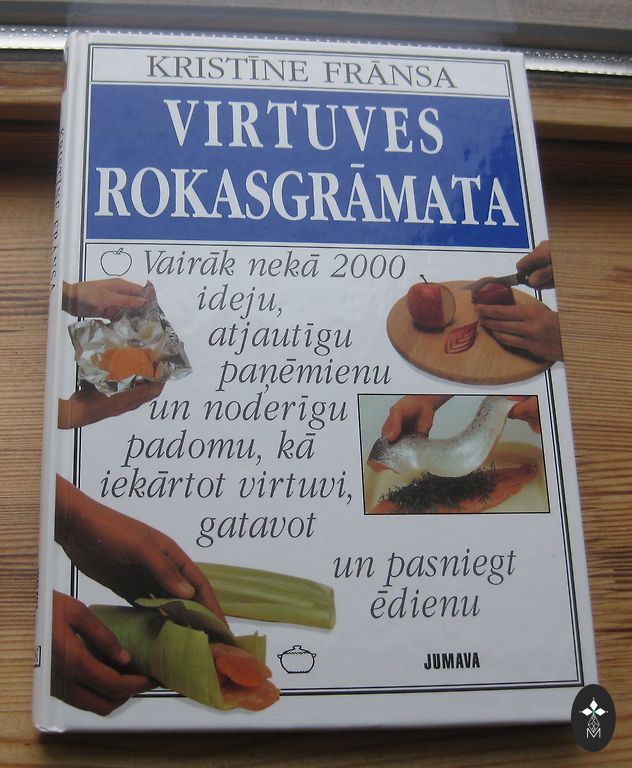 KRISTĪNE FRĀNSA
VIRTUVES
ROKASGRĀMATA
Vairāk nekā 2000
ideju,
atjautīgu
paņēmienu
un noderīgu
padomu, kā
iekārtot virtuvi,
gatavot
un pasniegt
ēdienu
JUMAVA